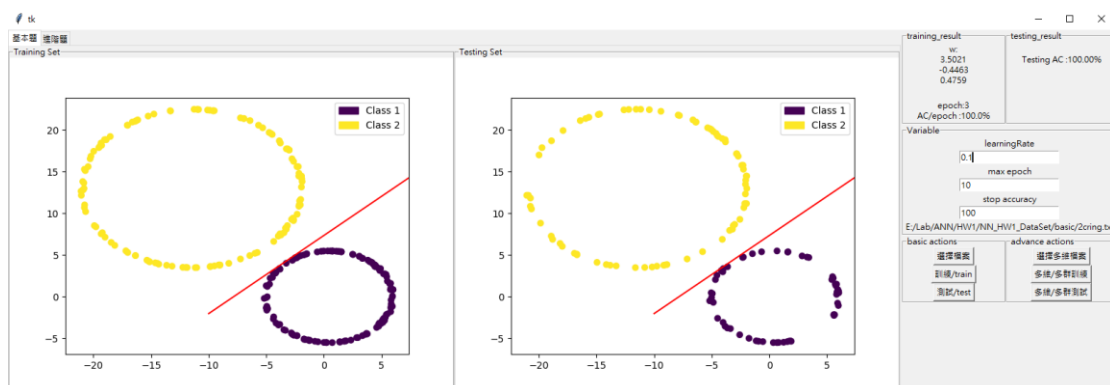 tk
基本題 進階題
Training Set
Class 1
Class 2
20
15
10
5
0
−5
−20 −15 −10 −5 0 5
Testing Set
Class 1
Class 2
20
15
10
5
0
−5
−20 −15 −10 −5 0 5
training_result
w:
3.5021
-0.4463
0.4759
epoch:3
AC/epoch :100.0%
testing_result
Testing AC :100.00%
Variable
learningRate
0.1
max epoch
10
stop accuracy
100
E:/Lab/ANN/HW1/NN_HW1_DataSet/basic/2cring.tx
basic actions
選擇檔案
訓練/train
測試/test
advance actions
選擇多維檔案
多維/多群訓練
多維/多群測試